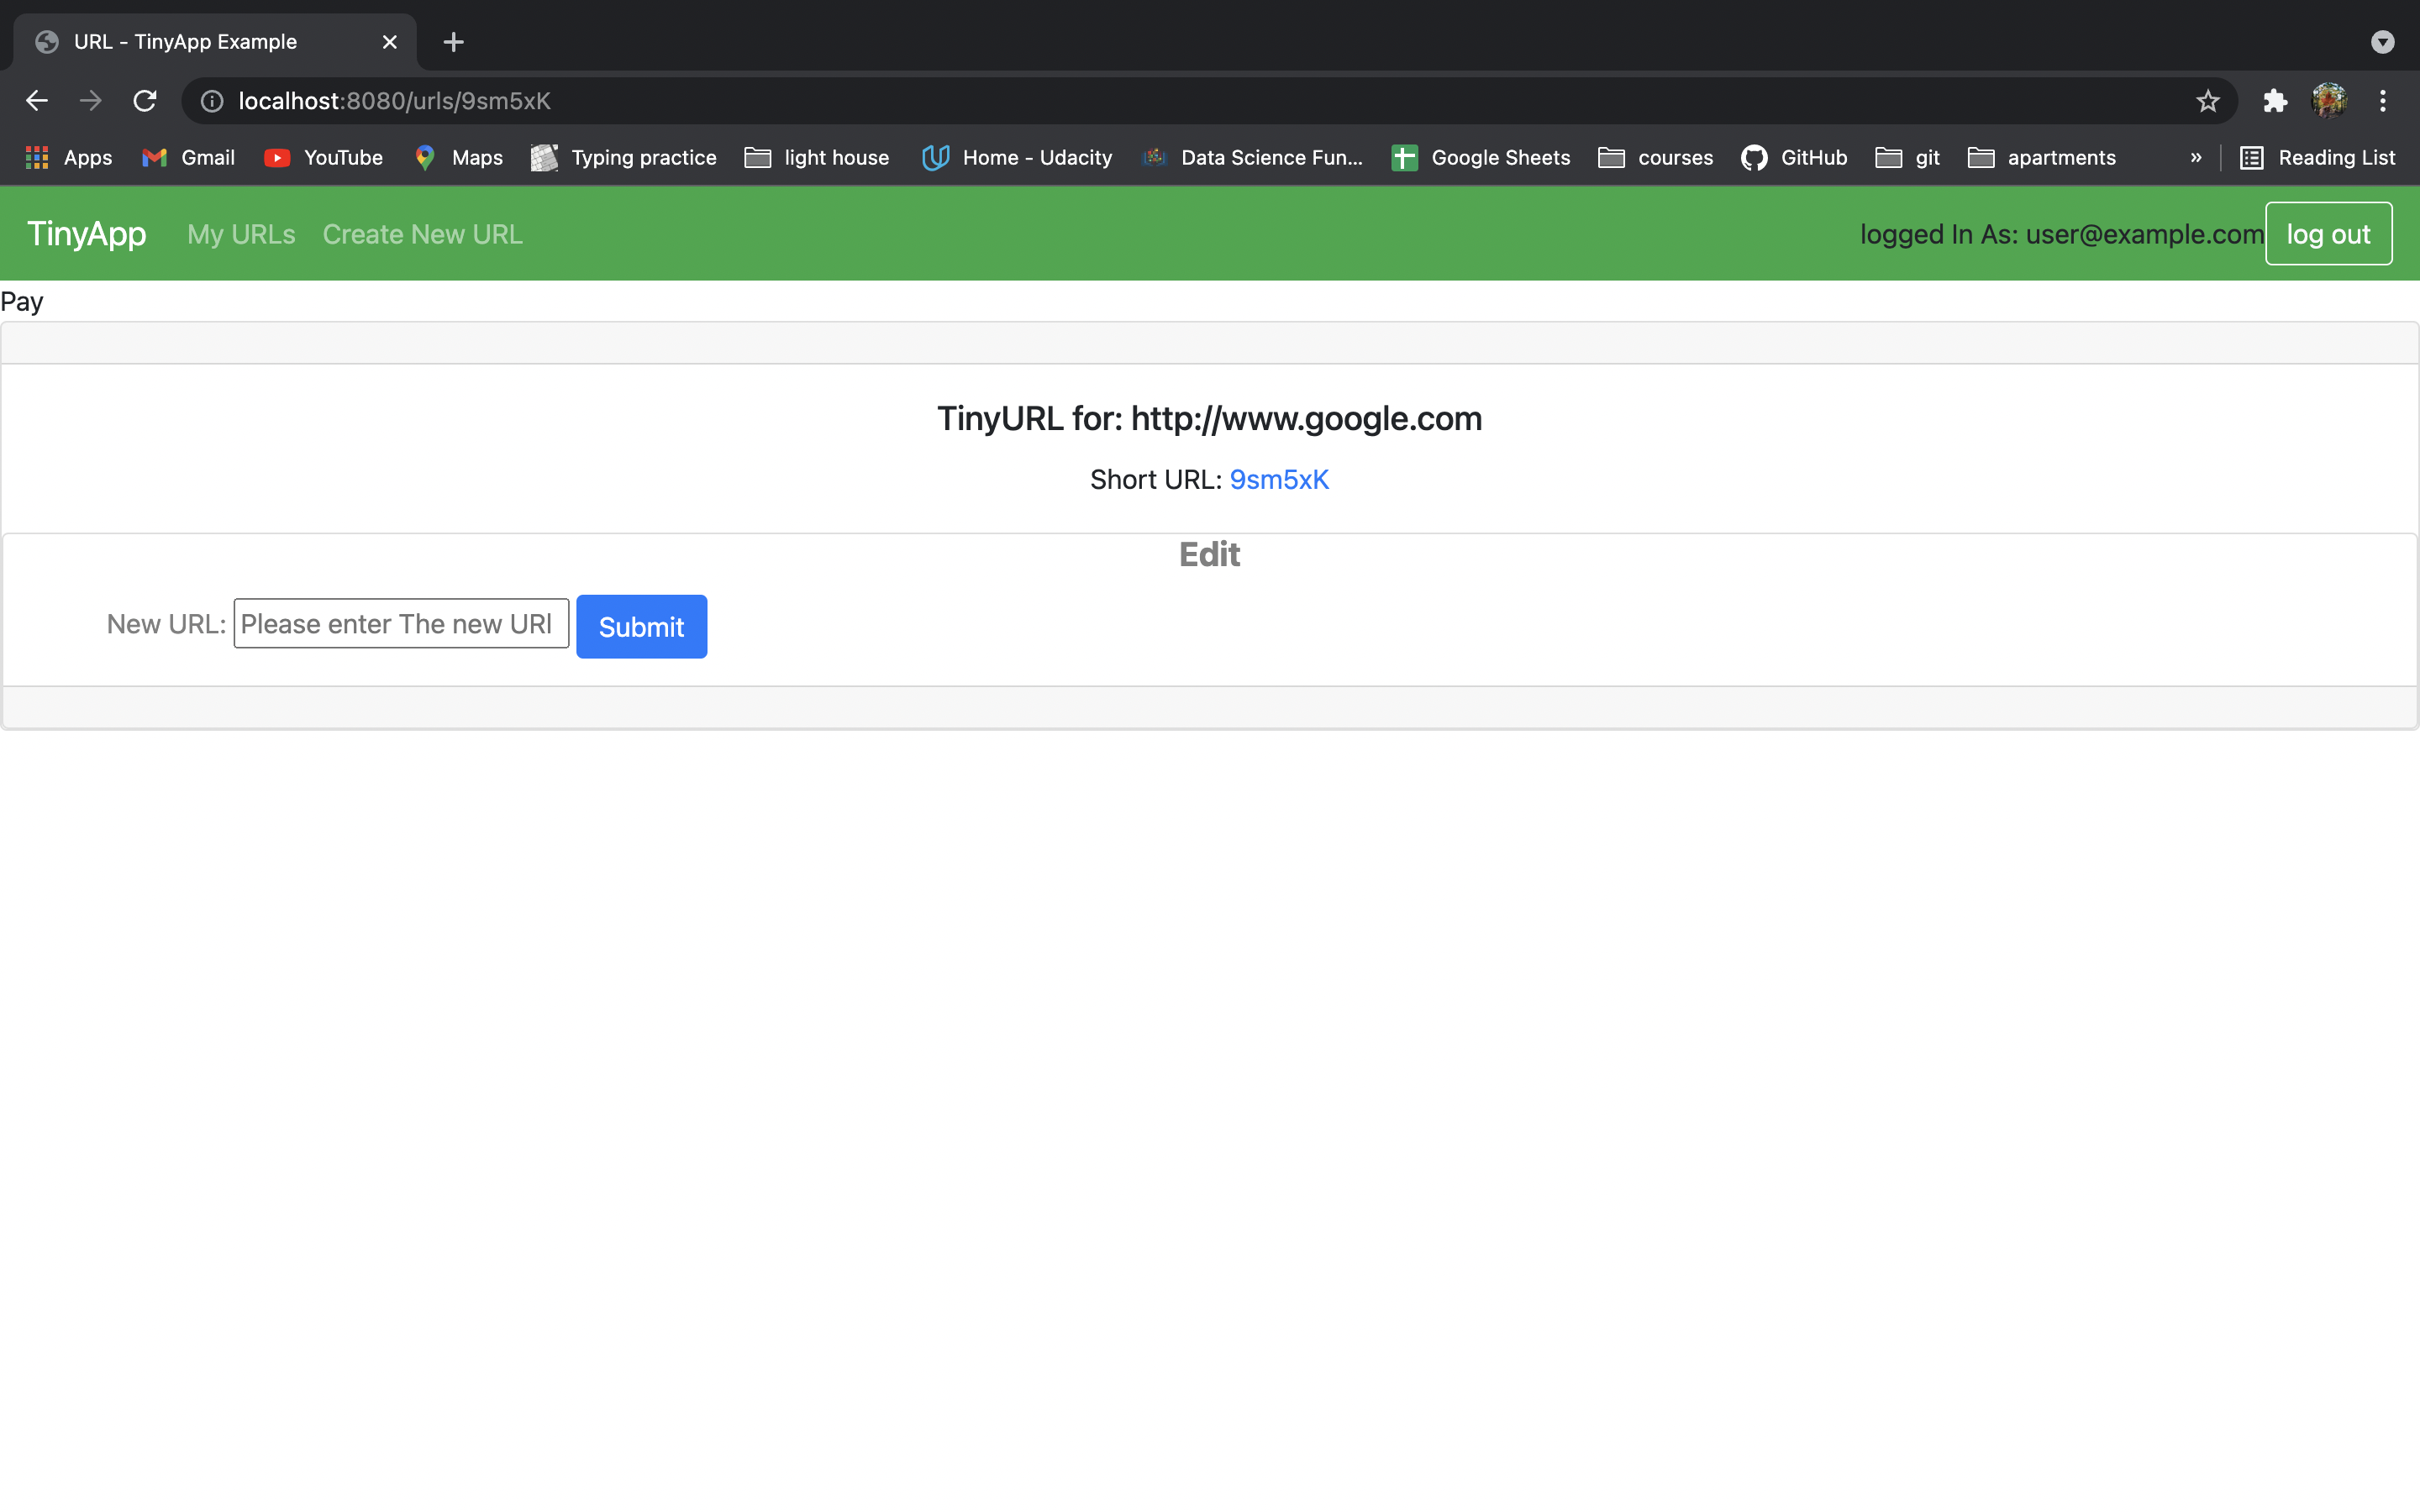 URL - TinyApp Example
localhost:8080/urls/9sm5xK
Apps Gmail YouTube Maps Typing practice light house Home - Udacity Data Science Fun... Google Sheets courses GitHub git apartments » Reading List
TinyApp My URLs Create New URL logged In As: user@example.com log out
Pay
TinyURL for: http://www.google.com
Short URL: 9sm5xK
Edit
New URL: Please enter The new URl Submit